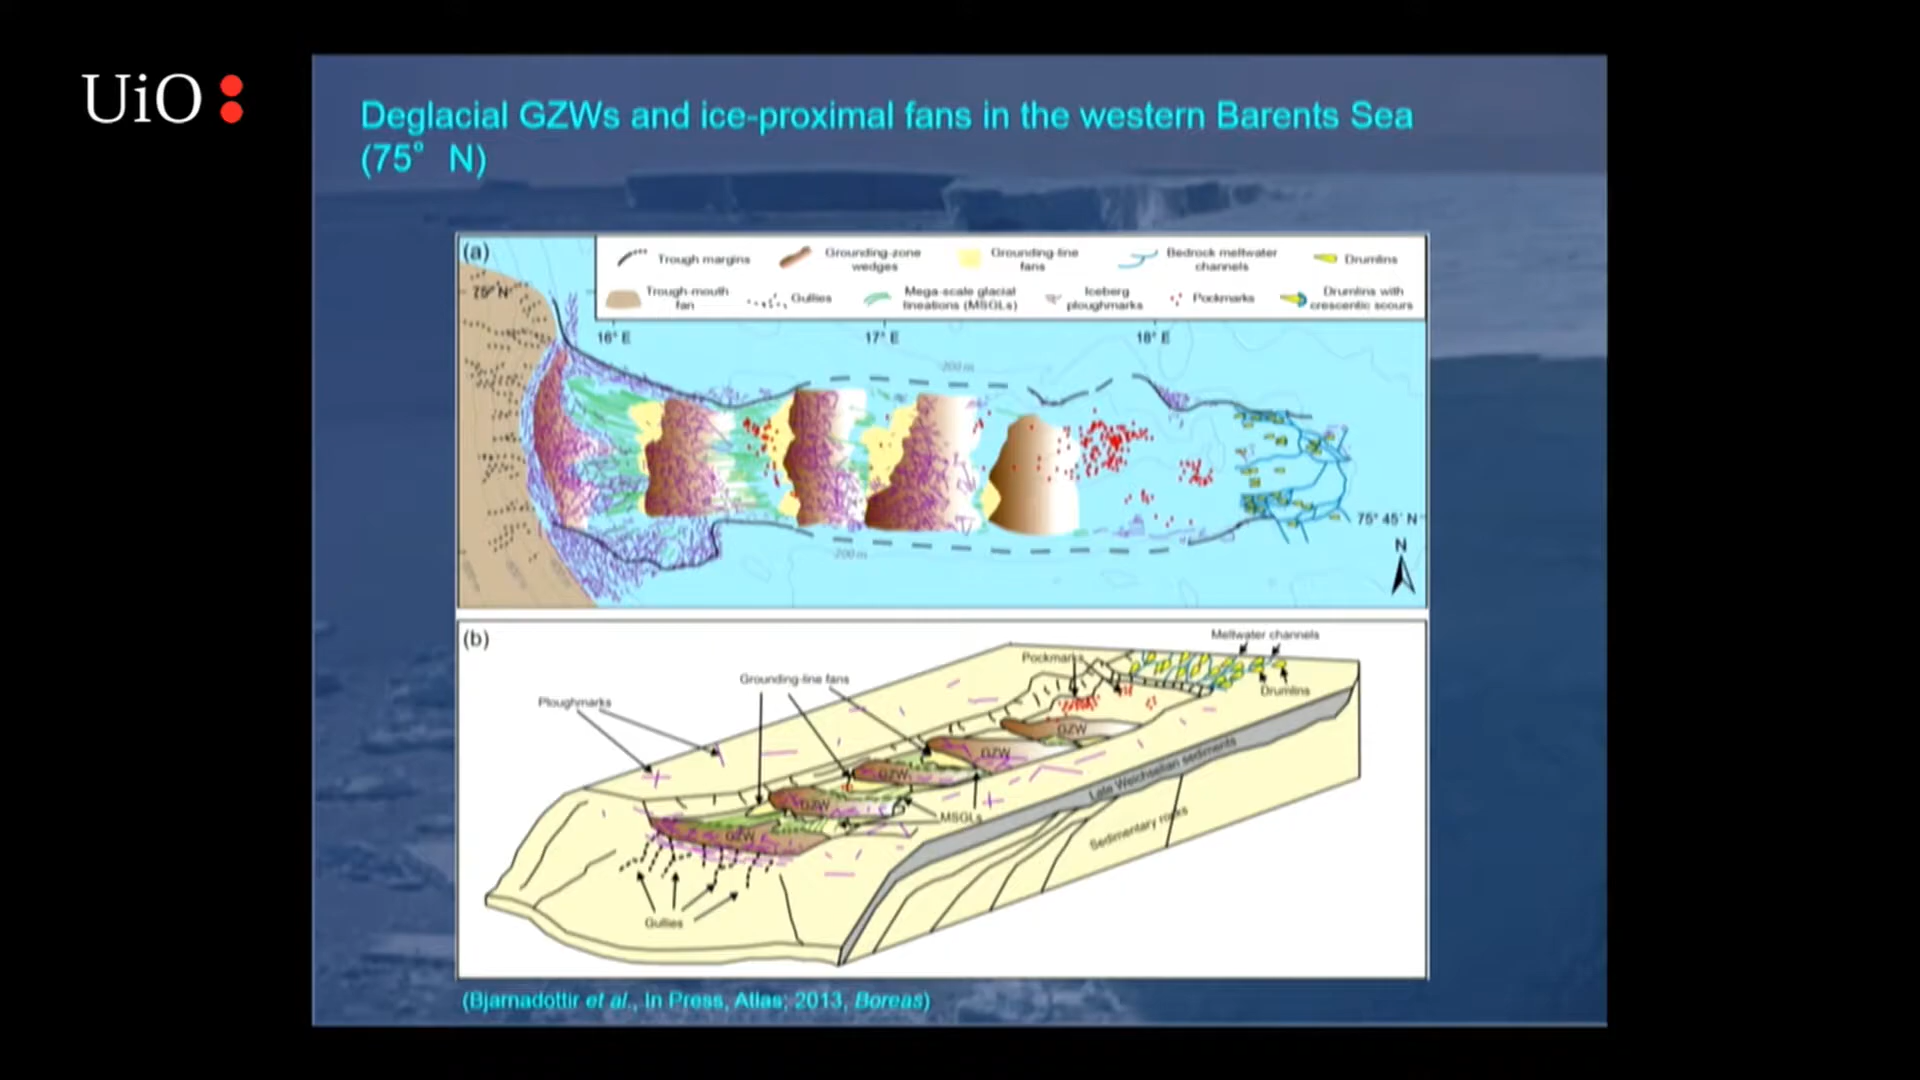 UiO
Deglacial GZWs and ice-proximal fans in the western Barents Sea
(75° N)
(a)
Trough margins
Grounding-zone
wedges
Grounding-line
fans
Bedrock meltwater
channels
Drumlins
Trough-mouth
fan
Gullies
Mega-scale glacial
lineations (MSGLs)
Iceberg
ploughmarks
Pockmarks
Drumlins with
crescentic scours
75° N
16° E
17° E
18° E
200 m
200 m
75° 45' N
N
(b)
Meltwater channels
Pockmarks
Grounding-line fans
Drumlins
Ploughmarks
GZW
GZW
GZW
GZW
GZW
MSGLs
Late Weichselian sediments
Sedimentary rocks
Gullies
(Bjarnadottir et al., In Press, Atlas; 2013, Boreas)